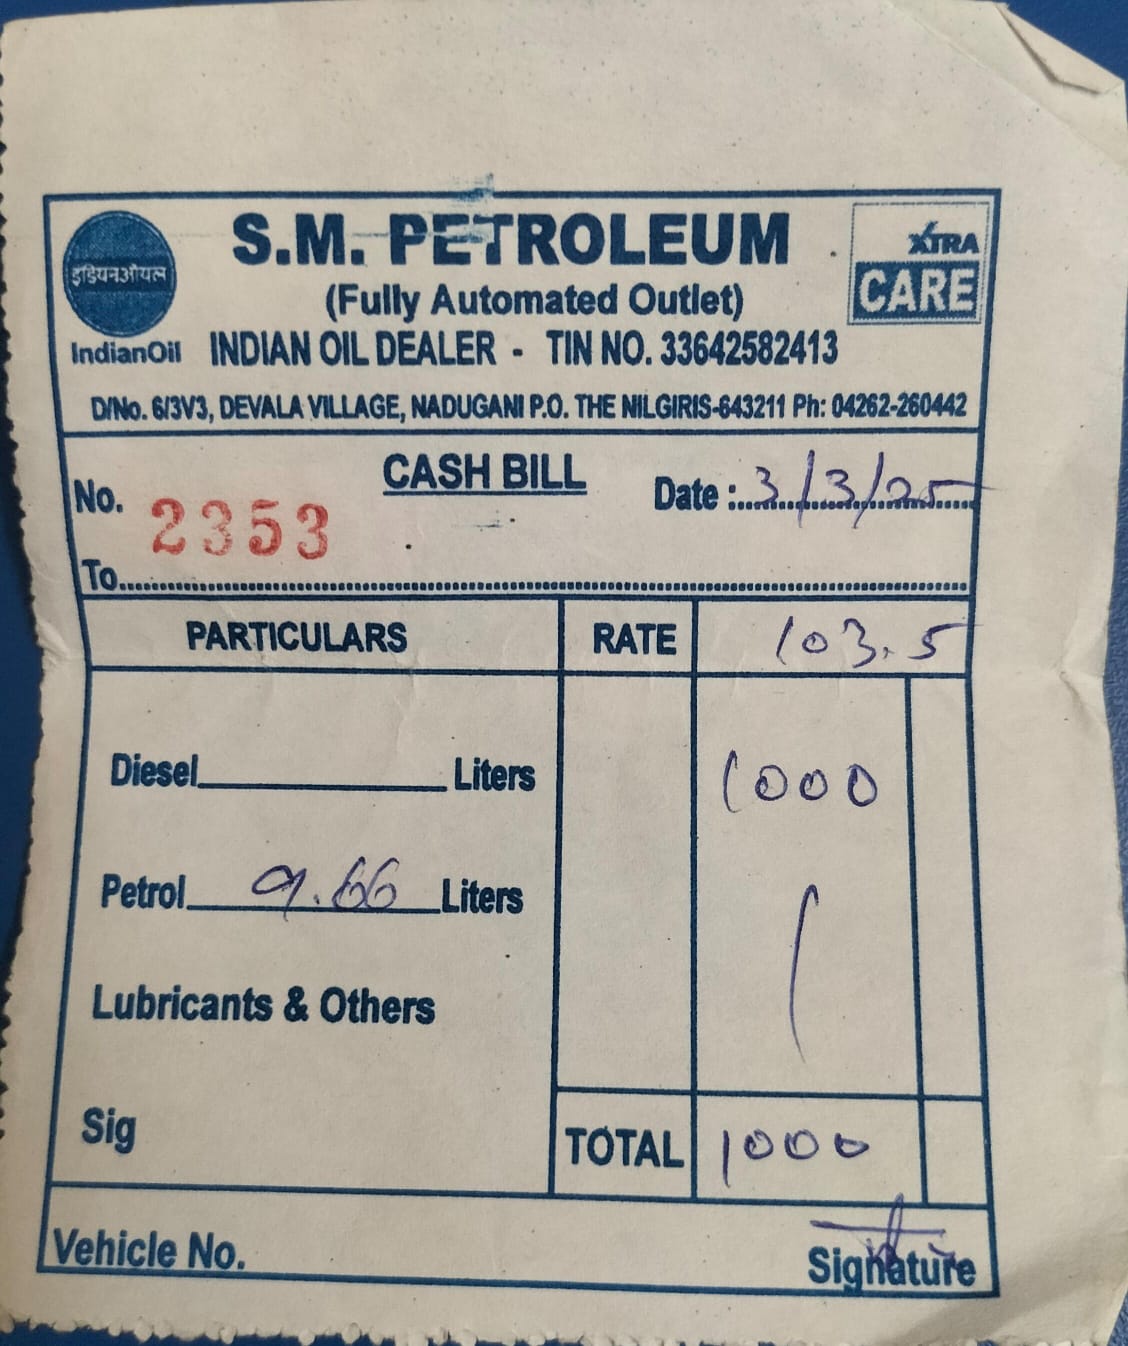 इंडियनऑयल
IndianOil
S.M. PETROLEUM
XTRA
CARE
(Fully Automated Outlet)
INDIAN OIL DEALER - TIN NO. 33642582413
D/No. 6/3V3, DEVALA VILLAGE, NADUGANI P.O. THE NILGIRIS-643211 Ph: 04262-260442
CASH BILL
No. 2353
Date : 3/3/25
To
PARTICULARS RATE 103.5
Diesel Liters 1000
Petrol 9.66 Liters
Lubricants & Others
Sig
TOTAL 1000
Vehicle No.
Signature